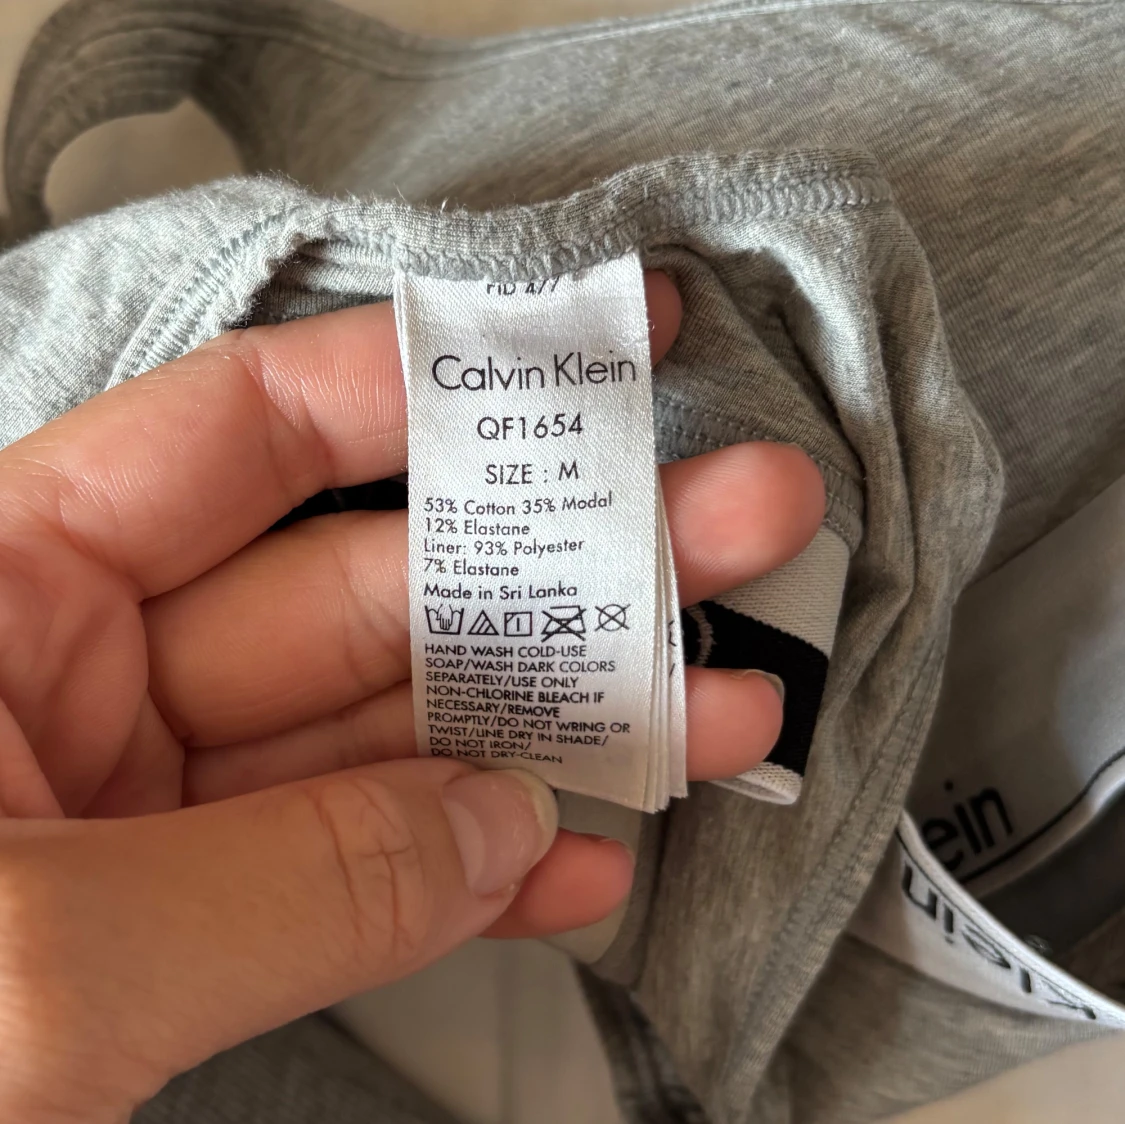 Calvin Klein
QF1654
SIZE : M
53% Cotton 35% Modal
12% Elastane
Liner: 93% Polyester
7% Elastane
Made in Sri Lanka
HAND WASH COLD-USE
SOAP/WASH DARK COLORS
SEPARATELY/USE ONLY
NON-CHLORINE BLEACH IF
NECESSARY/REMOVE
PROMPTLY/DO NOT WRING OR
TWIST/LINE DRY IN SHADE/
DO NOT IRON/
DO NOT DRY-CLEAN
ein
Klein